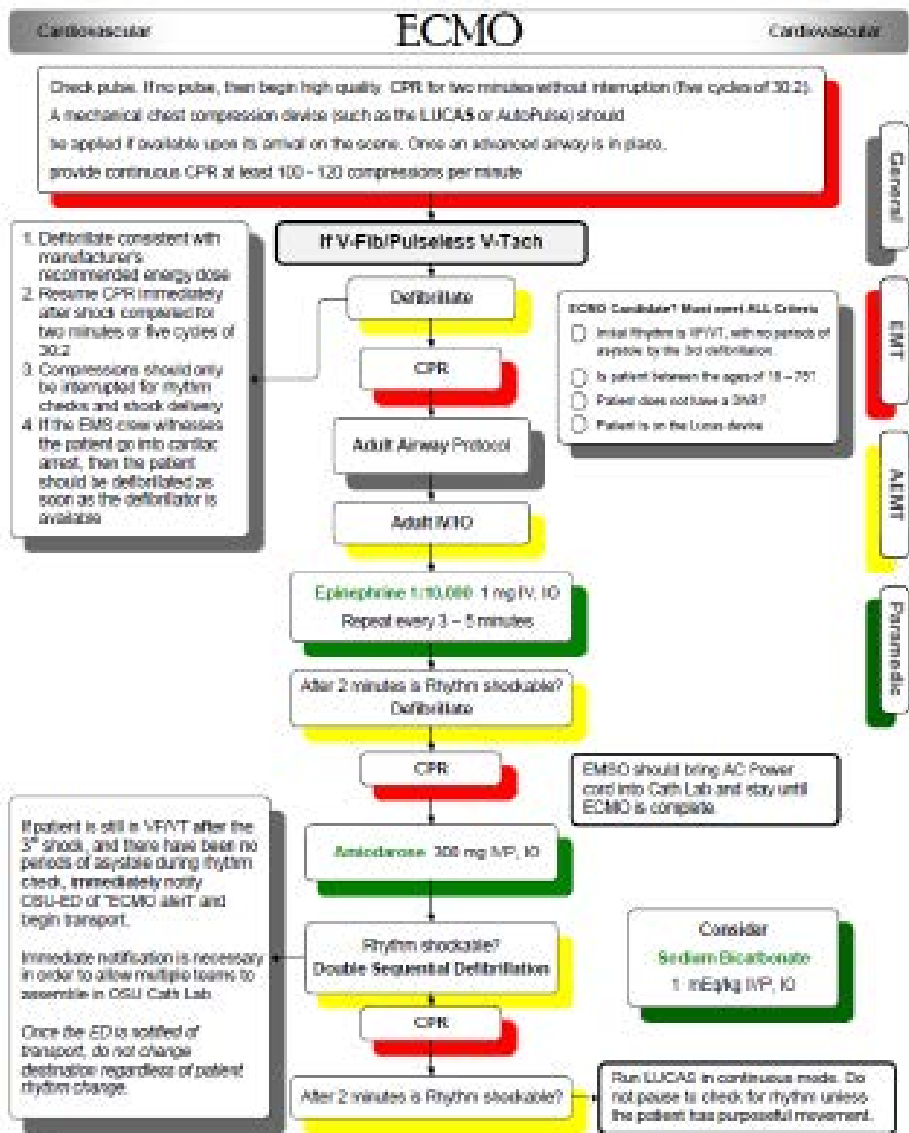 Cardiovascular
ECMO
Cardiovascular
Check pulse. If no pulse, then begin high quality CPR for two minutes without interruption (five cycles of 30:2).
A mechanical chest compression device (such as the LUCAS or AutoPulse) should
be applied if available upon its arrival on the scene. Once an advanced airway is in place,
provide continuous CPR at least 100 – 120 compressions per minute
General
EMT
AEMT
Paramedic
If V-Fib/Pulseless V-Tach
1. Defibrillate consistent with
manufacturer's
recommended energy dose
2. Resume CPR immediately
after shock completed for
two minutes or five cycles of
30:2
3. Compressions should only
be interrupted for rhythm
checks and shock delivery
4. If the EMS crew witnesses
the patient go into cardiac
arrest, then the patient
should be defibrillated as
soon as the defibrillator is
available
Defibrillate
CPR
Adult Airway Protocol
Adult IV/IO
ECMO Candidate? Must meet ALL Criteria
Initial Rhythm is VF/VT, with no periods of
asystole by the 3rd defibrillation
Is patient between the ages of 18 – 75?
Patient does not have a DNR?
Patient is on the Lucas device
Epinephrine 1:10,000 1 mg IV, IO
Repeat every 3 – 5 minutes
After 2 minutes is Rhythm shockable?
Defibrillate
CPR
EMSO should bring AC Power
cord into Cath Lab and stay until
ECMO is complete.
Amiodarone 300 mg IVP, IO
If patient is still in VF/VT after the
3rd shock, and there have been no
periods of asystole during rhythm
check, immediately notify
OSU-ED of "ECMO alert" and
begin transport.
Immediate notification is necessary
in order to allow multiple teams to
assemble in OSU Cath Lab
Once the ED is notified of
transport, do not change
destination regardless of patient
rhythm change.
Rhythm shockable?
Double Sequential Defibrillation
Consider
Sodium Bicarbonate
1 mEq/kg IVP, IO
CPR
After 2 minutes is Rhythm shockable?
Run LUCAS in continuous mode. Do
not pause to check for rhythm unless
the patient has purposeful movement.